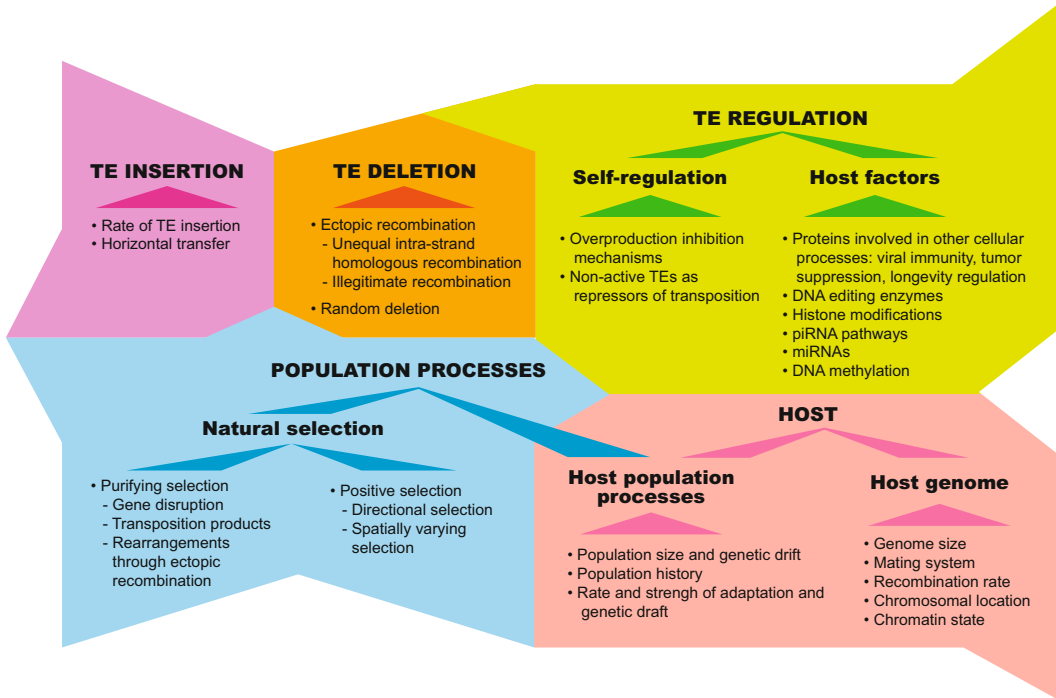 TE INSERTION
• Rate of TE insertion
• Horizontal transfer
TE DELETION
• Ectopic recombination
- Unequal intra-strand
homologous recombination
- Illegitimate recombination
• Random deletion
TE REGULATION
Self-regulation
• Overproduction inhibition
mechanisms
• Non-active TEs as
repressors of transposition
Host factors
• Proteins involved in other cellular
processes: viral immunity, tumor
suppression, longevity regulation
• DNA editing enzymes
• Histone modifications
• piRNA pathways
• miRNAs
• DNA methylation
POPULATION PROCESSES
Natural selection
• Purifying selection
- Gene disruption
- Transposition products
- Rearrangements
through ectopic
recombination
• Positive selection
- Directional selection
- Spatially varying
selection
HOST
Host population
processes
• Population size and genetic drift
• Population history
• Rate and strengh of adaptation and
genetic draft
Host genome
• Genome size
• Mating system
• Recombination rate
• Chromosomal location
• Chromatin state